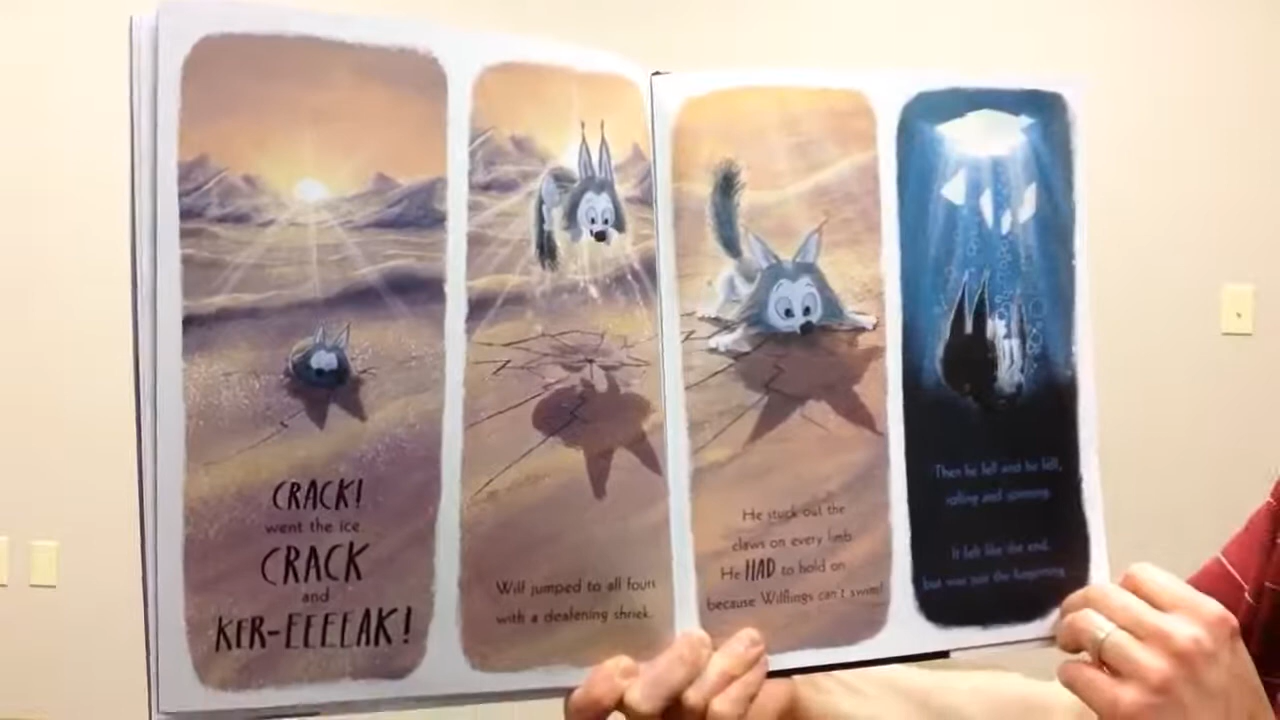 CRACK!
went the ice
CRACK
and
KER-EEEEAK!
Wilf jumped to all fours
with a deafening shriek.
He stuck out the
claws on every limb.
He HAD to hold on
because Wilflings can't swim!
Then he fell and he fell,
rolling and spinning.
It felt like the end,
but was just the beginning.